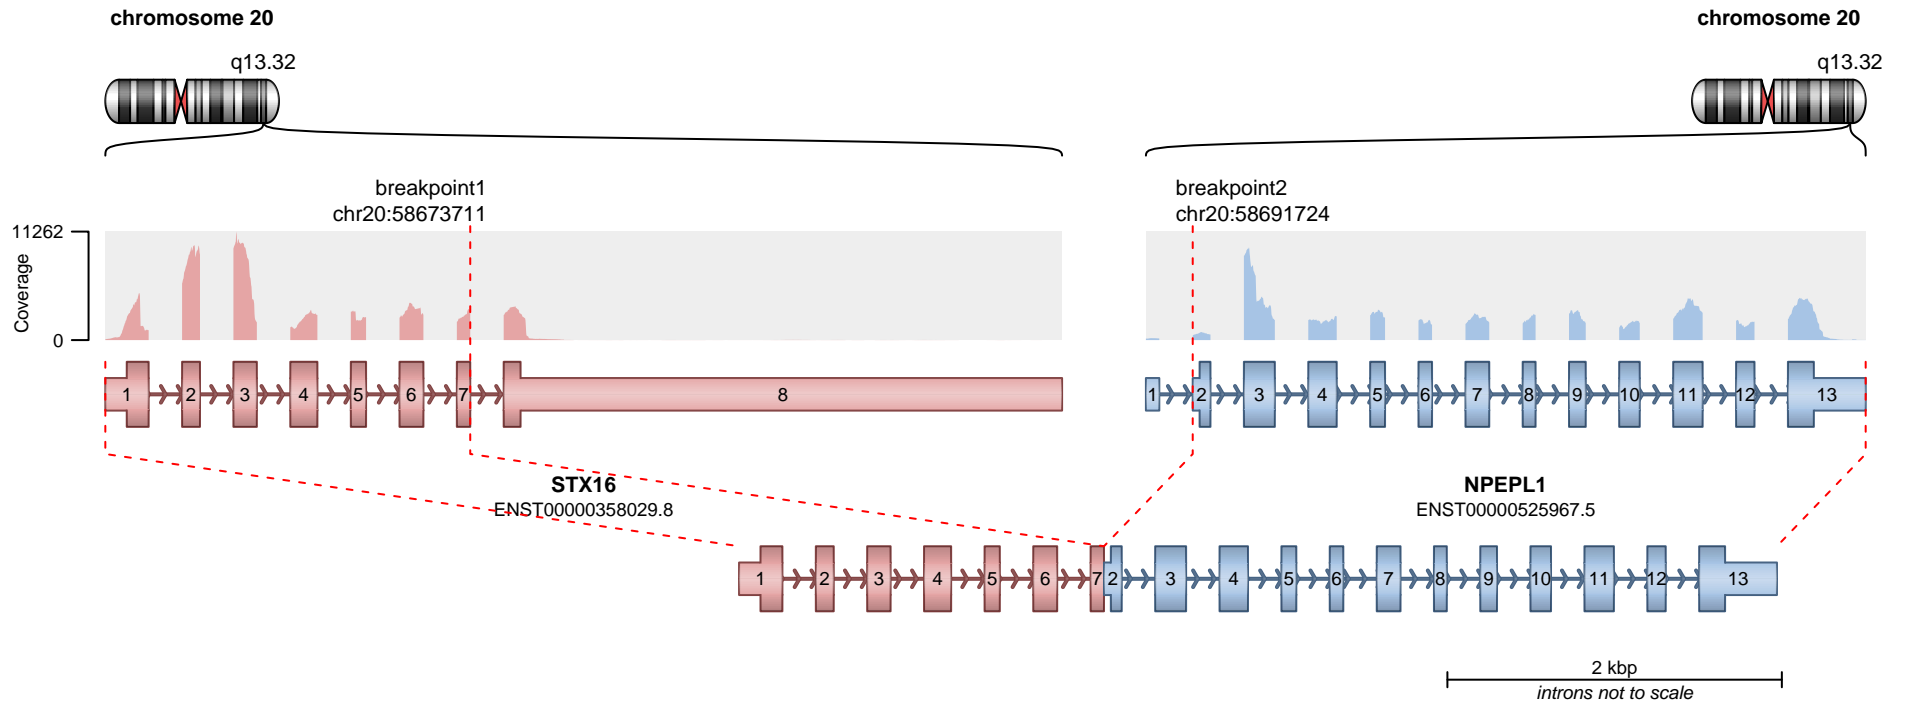 chromosome 20
chromosome 20
q13.32
q13.32
breakpoint1
chr20:58673711
breakpoint2
chr20:58691724
11262
Coverage
0
1 2 3 4 5 6 7 8
1 2 3 4 5 6 7 8 9 10 11 12 13
STX16
ENST00000358029.8
NPEPL1
ENST00000525967.5
1 2 3 4 5 6 7 2 3 4 5 6 7 8 9 10 11 12 13
2 kbp
introns not to scale